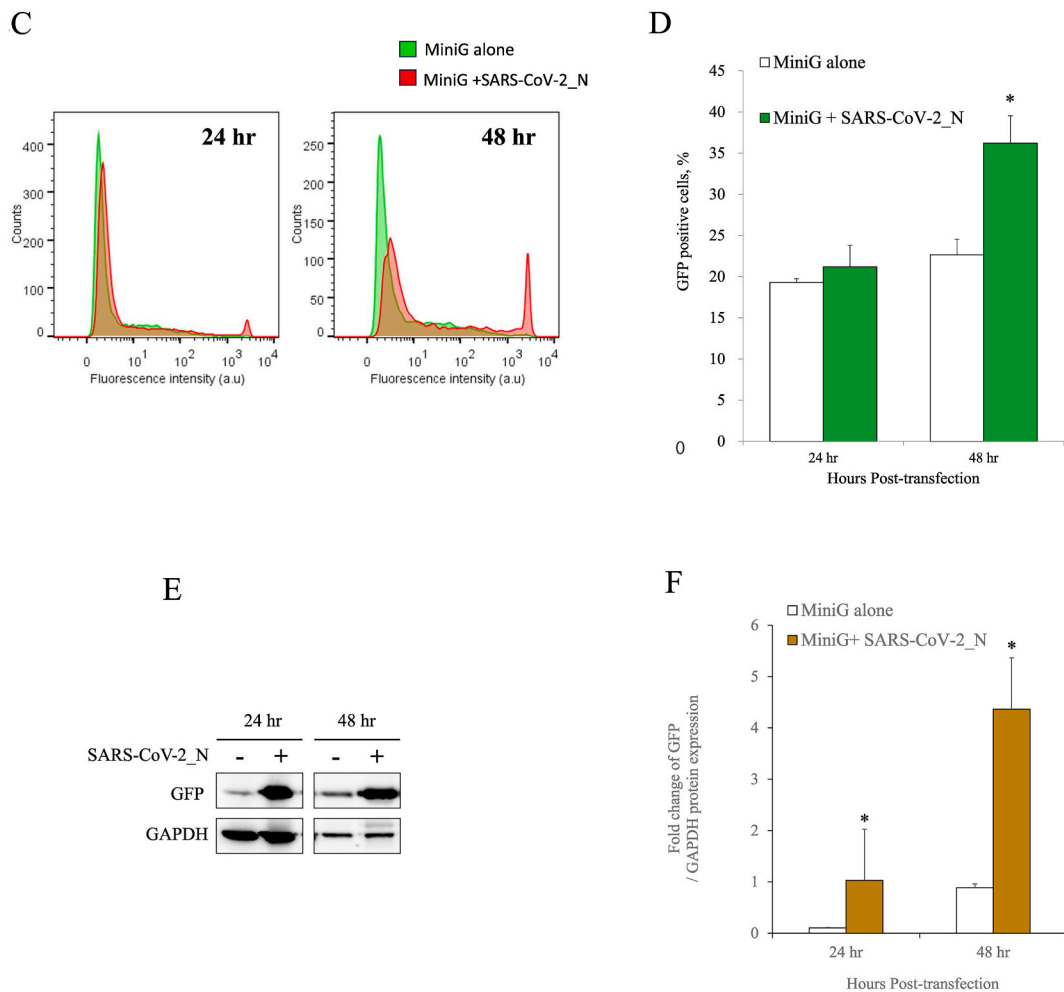 C
MiniG alone
MiniG +SARS-CoV-2_N
24 hr
48 hr
Counts
400
300
200
100
0
0 10^1 10^2 10^3 10^4
Fluorescence intensity (a.u)
Counts
250
200
150
100
50
0
0 10^1 10^2 10^3 10^4
Fluorescence intensity (a.u)
D
MiniG alone
MiniG + SARS-CoV-2_N
GFP positive cells, %
45
40
35
30
25
20
15
10
5
0
0
*
24 hr
48 hr
Hours Post-transfection
E
24 hr 48 hr
SARS-CoV-2_N - + - +
GFP
GAPDH
F
MiniG alone
MiniG+ SARS-CoV-2_N
Fold change of GFP
/ GAPDH protein expression
6
5
4
3
2
1
0
*
*
24 hr
48 hr
Hours Post-transfection